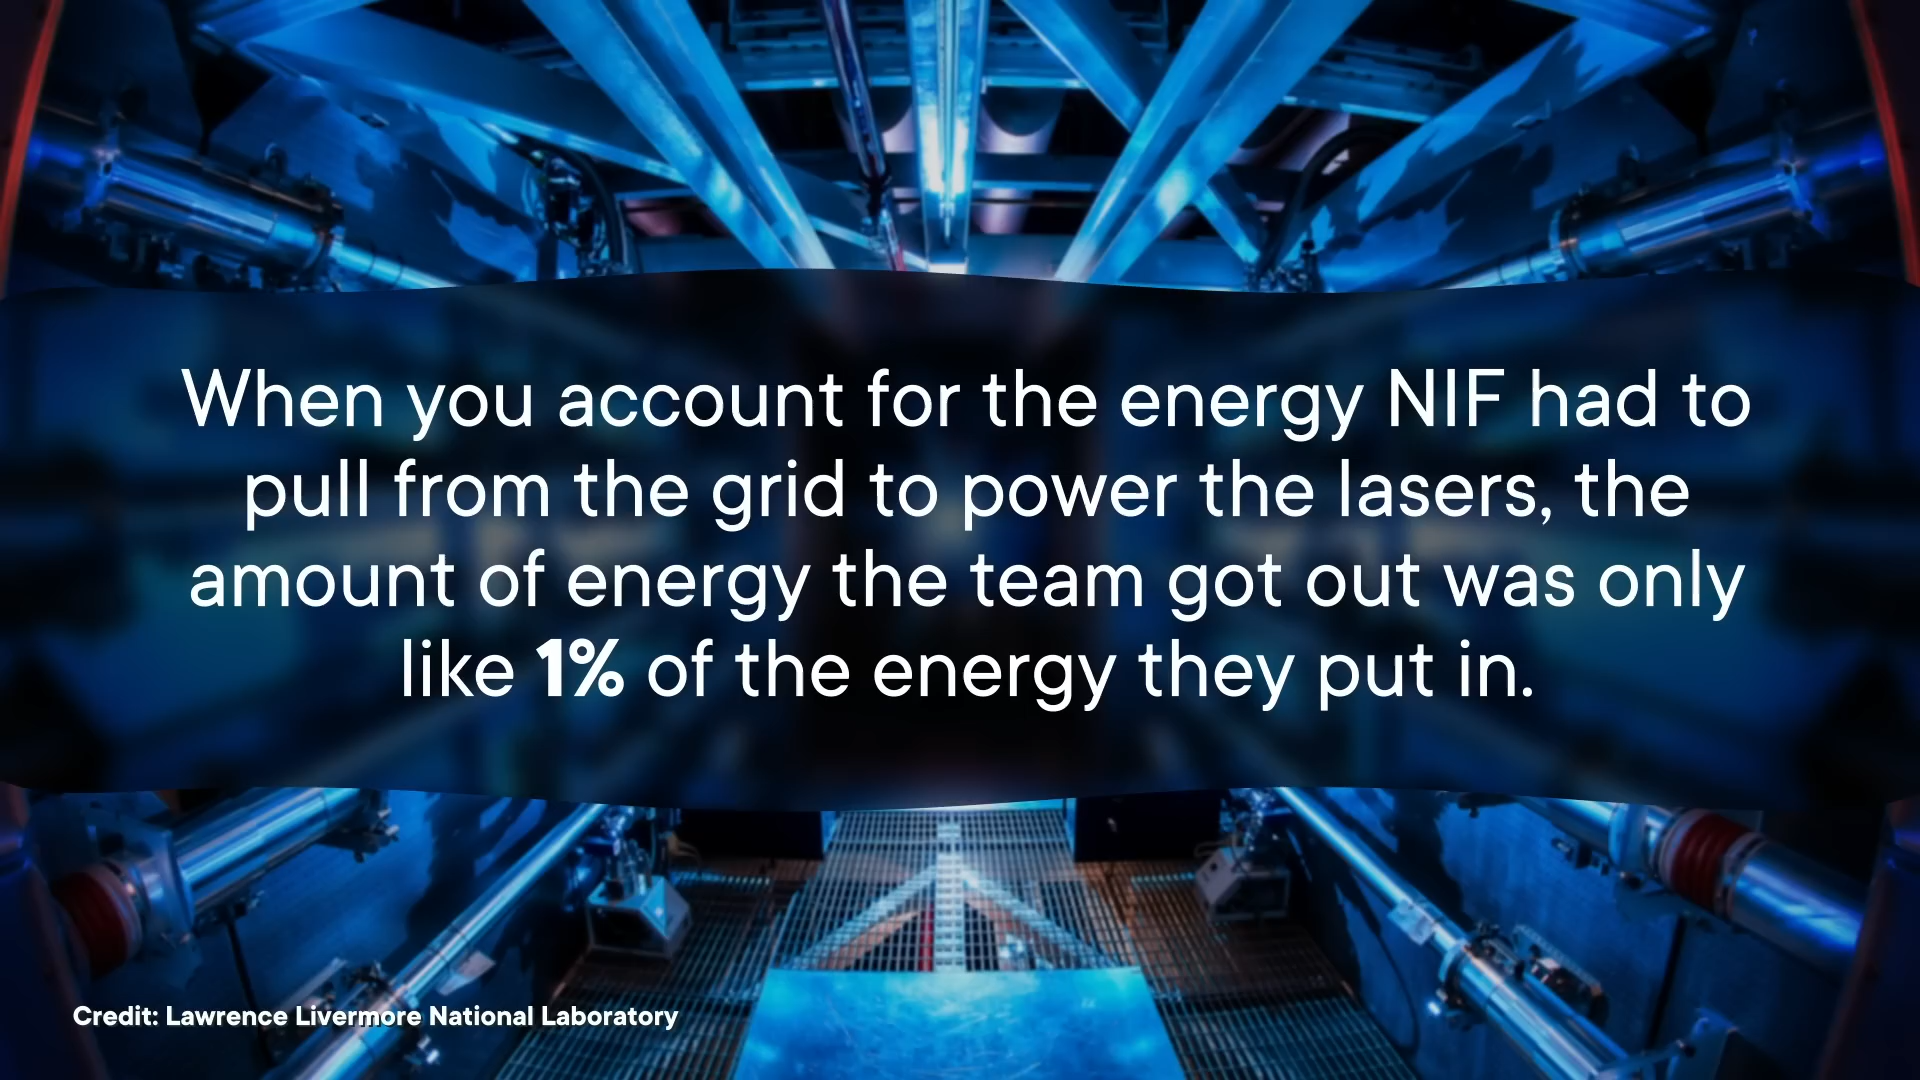 When you account for the energy NIF had to
pull from the grid to power the lasers, the
amount of energy the team got out was only
like 1% of the energy they put in.
Credit: Lawrence Livermore National Laboratory